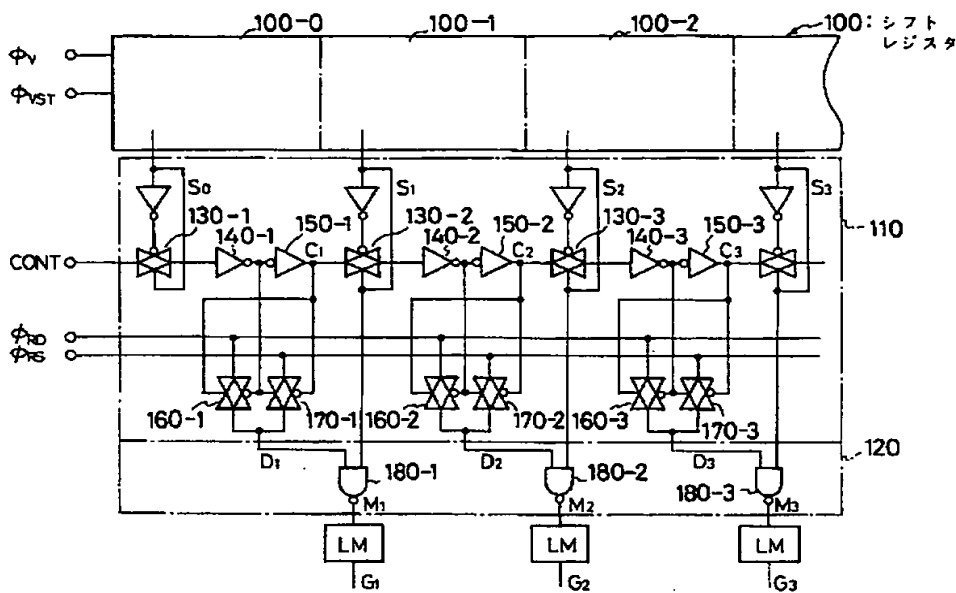 100-0 100-1 100-2 100: シフト
レジスタ
φV
φVST
S0 S1 S2 S3
130-1 150-1 130-2 150-2 130-3 150-3
140-1 140-2 140-3
110
CONT C1 C2 C3
φRD
φRS
160-1 170-1 160-2 170-2 160-3 170-3
120
D1 D2 D3
180-1 180-2 180-3
M1 M2 M3
LM LM LM
G1 G2 G3